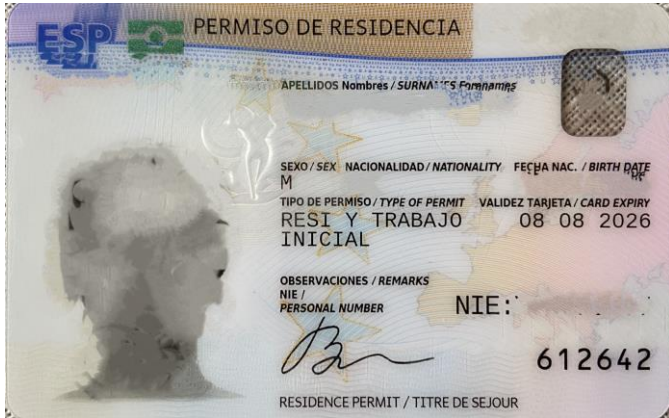 ESP
PERMISO DE RESIDENCIA
APELLIDOS Nombres / SURNAMES Forenames
SEXO / SEX NACIONALIDAD / NATIONALITY FECHA NAC. / BIRTH DATE
M
TIPO DE PERMISO / TYPE OF PERMIT VALIDEZ TARJETA / CARD EXPIRY
RESI Y TRABAJO 08 08 2026
INICIAL
OBSERVACIONES / REMARKS
NIE /
PERSONAL NUMBER NIE:
612642
RESIDENCE PERMIT / TITRE DE SEJOUR